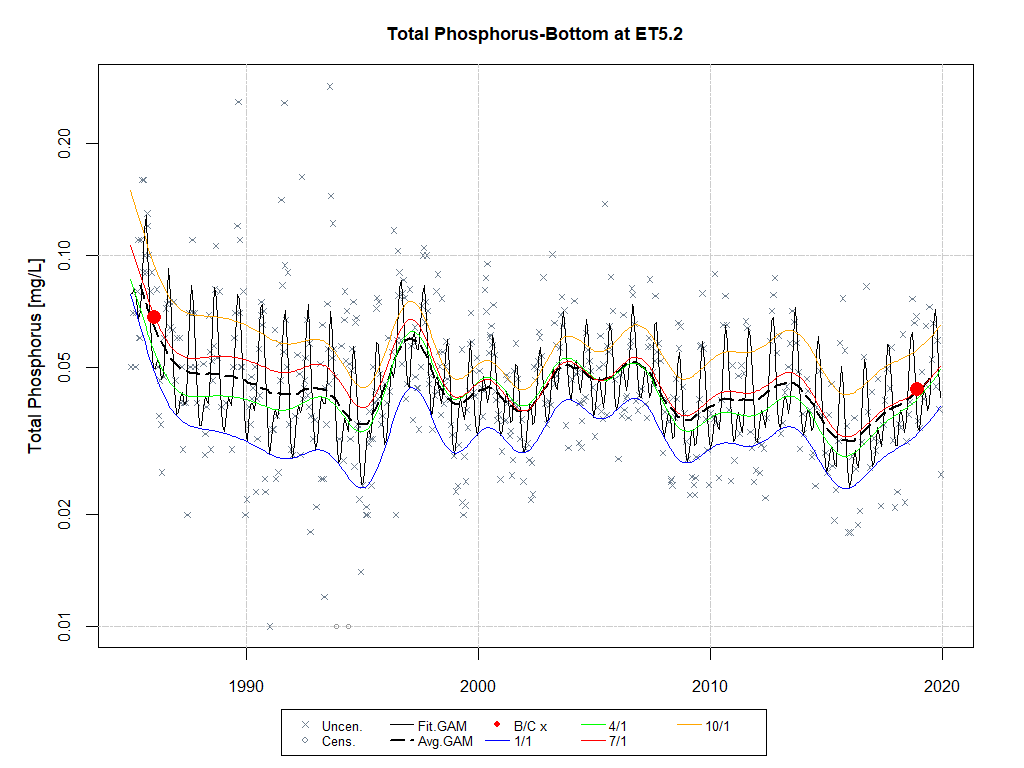 Total Phosphorus-Bottom at ET5.2
Total Phosphorus [mg/L]
0.20
0.10
0.05
0.02
0.01
1990 2000 2010 2020
Uncen. Fit.GAM B/C x 4/1 10/1
Cens. Avg.GAM 1/1 7/1